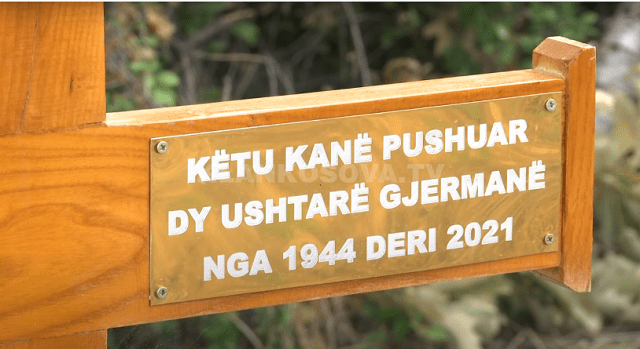 KËTU KANË PUSHUAR
DY USHTARË GJERMANË
NGA 1944 DERI 2021